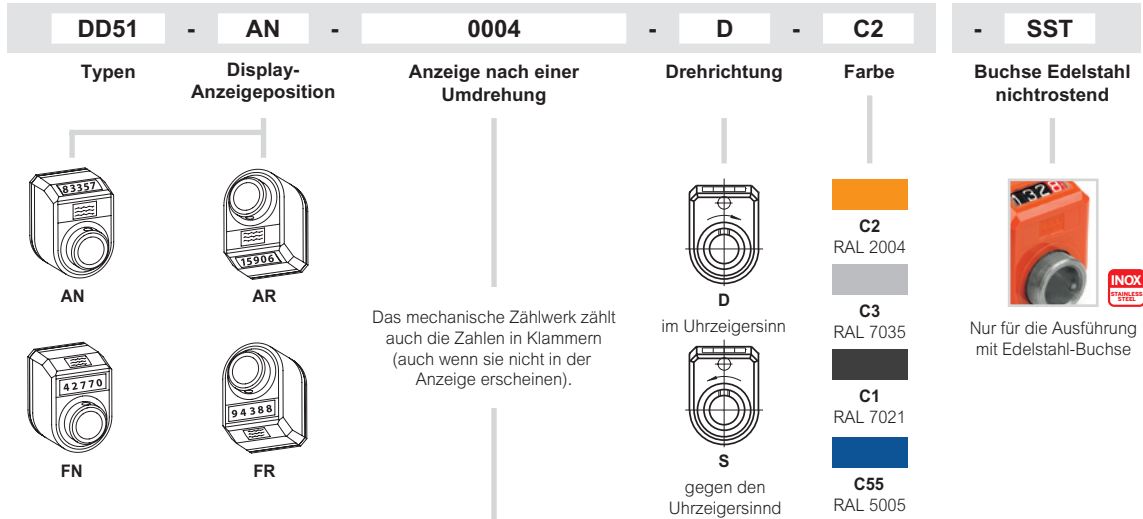 DD51 - AN - 0004 - D - C2 - SST
Typen
Display-
Anzeigeposition
Anzeige nach einer
Umdrehung
Drehrichtung
Farbe
Buchse Edelstahl
nichtrostend
83357
AN
15906
AR
42770
FN
94388
FR
Das mechanische Zählwerk zählt
auch die Zahlen in Klammern
(auch wenn sie nicht in der
Anzeige erscheinen).
D
im Uhrzeigersinn
S
gegen den
Uhrzeigersinnd
C2
RAL 2004
C3
RAL 7035
C1
RAL 7021
C55
RAL 5005
1328
INOX
STAINLESS
STEEL
Nur für die Ausführung
mit Edelstahl-Buchse